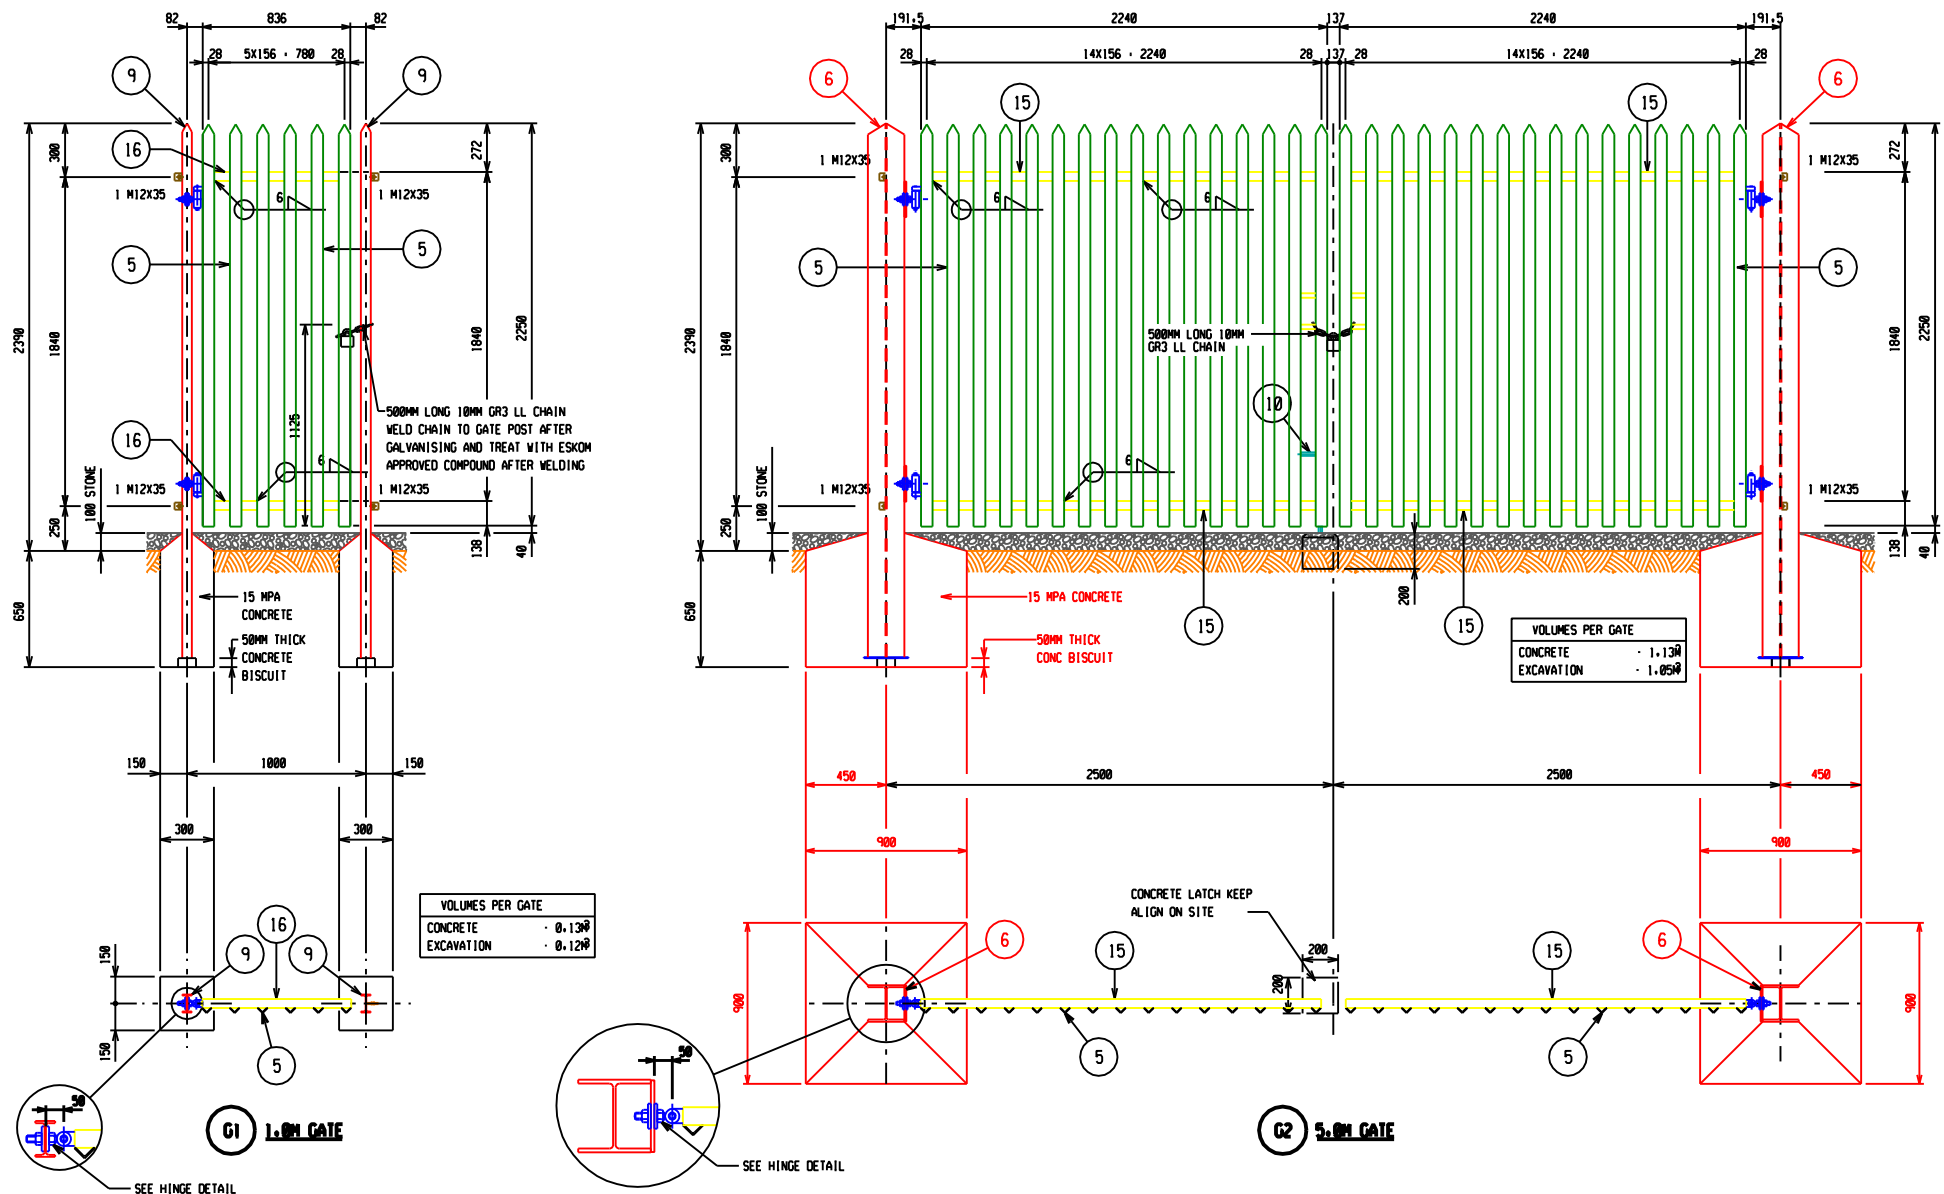 82
836
82
28
5X156 - 780
28
9
9
300
272
16
1 M12X35
1 M12X35
6
5
5
2390
1840
1125
1840
2250
500MM LONG 10MM GR3 LL CHAIN
WELD CHAIN TO GATE POST AFTER
GALVANISING AND TREAT WITH ESKOM
APPROVED COMPOUND AFTER WELDING
16
6
1 M12X35
1 M12X35
100 STONE
250
138
40
650
15 MPA
CONCRETE
50MM THICK
CONCRETE
BISCUIT
150
1000
150
300
300
VOLUMES PER GATE
CONCRETE - 0.13M3
EXCAVATION - 0.12M3
16
9
9
150
150
5
50
G1
1.0M GATE
SEE HINGE DETAIL
191.5
2240
137
2240
191.5
28
14X156 - 2240
28
137
28
14X156 - 2240
28
6
15
15
6
300
272
1 M12X35
1 M12X35
6
6
5
5
2390
1840
1840
2250
500MM LONG 10MM
GR3 LL CHAIN
10
6
1 M12X35
1 M12X35
100 STONE
250
138
40
200
650
15 MPA CONCRETE
50MM THICK
CONC BISCUIT
15
15
VOLUMES PER GATE
CONCRETE - 1.13M3
EXCAVATION - 1.05M3
450
2500
2500
450
900
900
CONCRETE LATCH KEEP
ALIGN ON SITE
6
15
200
200
15
6
900
900
5
5
50
G2
5.0M GATE
SEE HINGE DETAIL